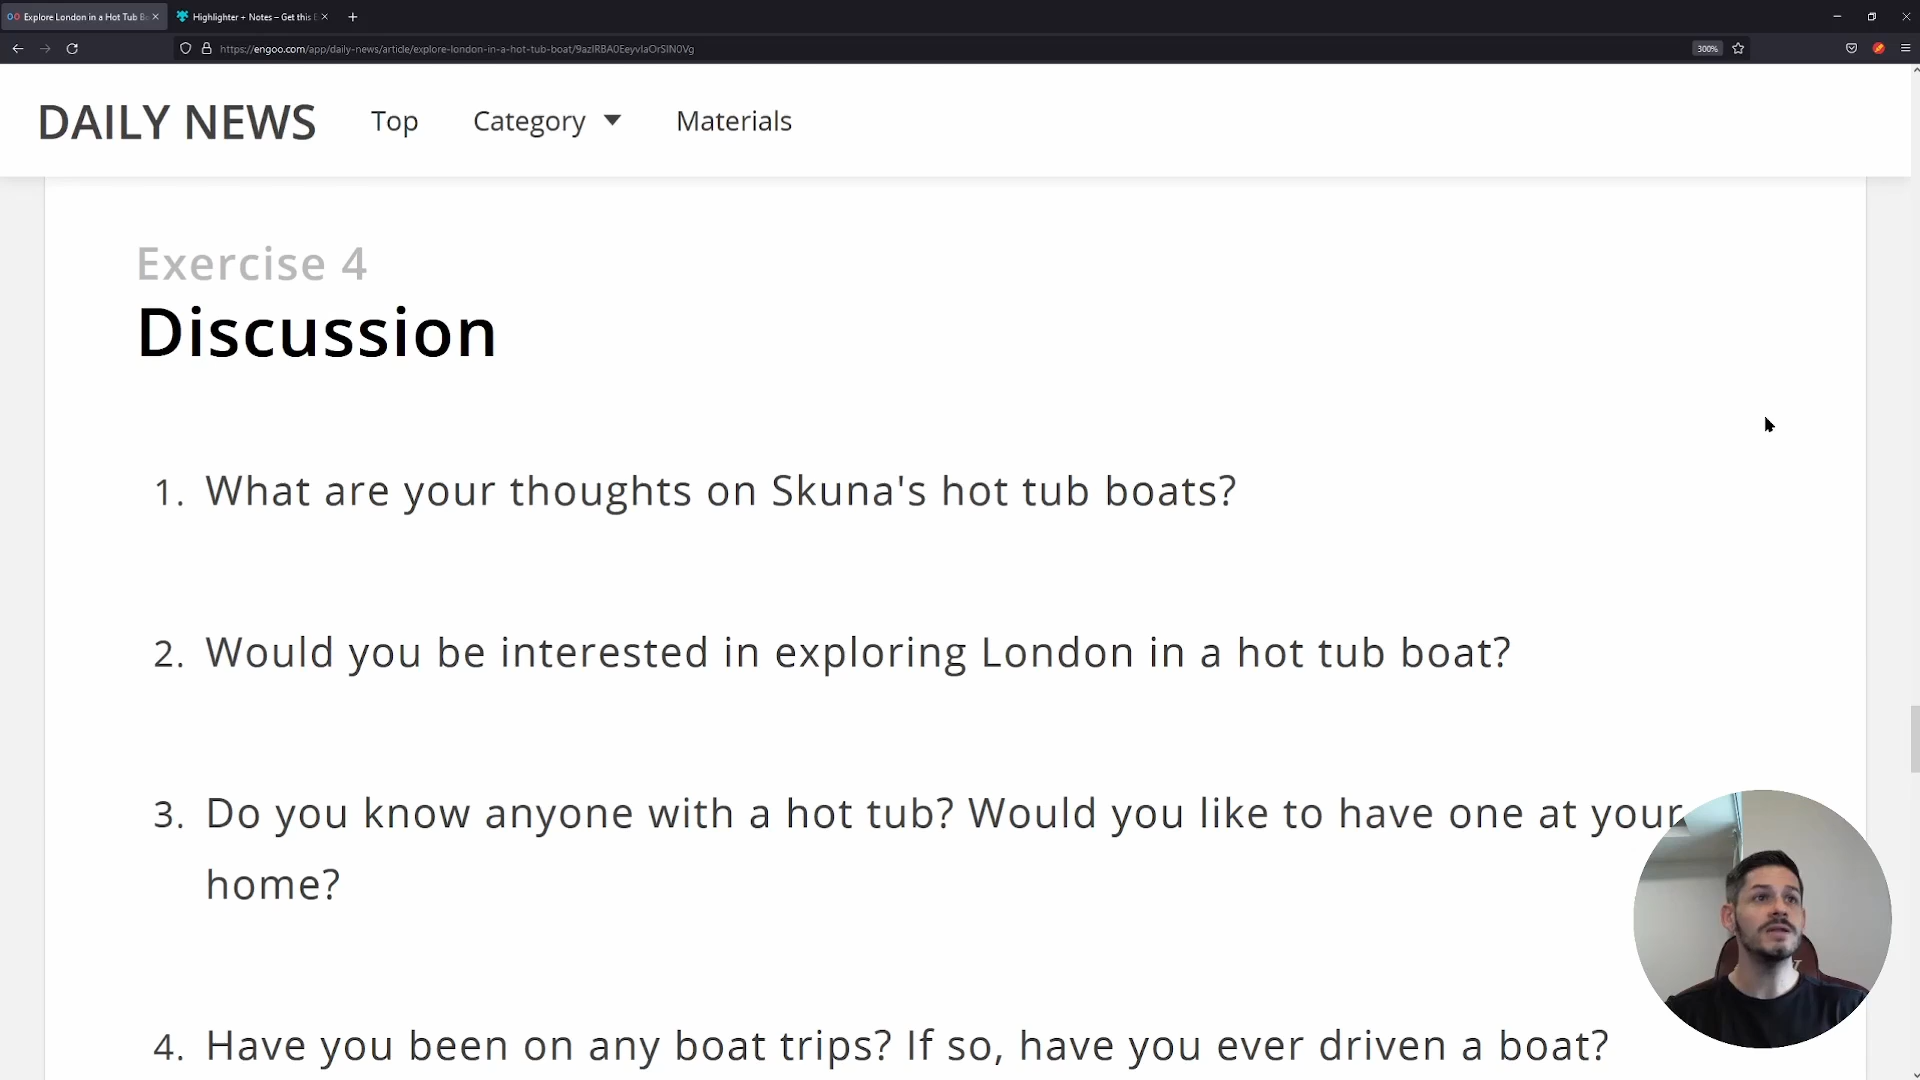 Explore London in a Hot Tub B
Highlighter + Notes – Get this E
https://engoo.com/app/daily-news/article/explore-london-in-a-hot-tub-boat/
300%
DAILY NEWS
Top
Category
Materials
Exercise 4
Discussion
1. What are your thoughts on Skuna's hot tub boats?
2. Would you be interested in exploring London in a hot tub boat?
3. Do you know anyone with a hot tub? Would you like to have one at your
home?
4. Have you been on any boat trips? If so, have you ever driven a boat?